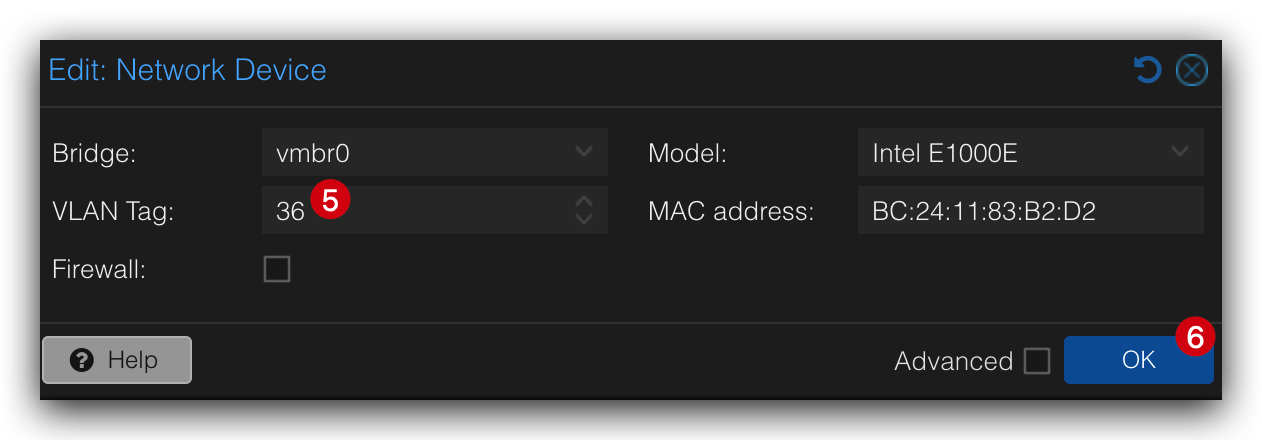 Edit: Network Device
Bridge: vmbr0 Model: Intel E1000E
VLAN Tag: 36 5 MAC address: BC:24:11:83:B2:D2
Firewall:
? Help Advanced OK 6